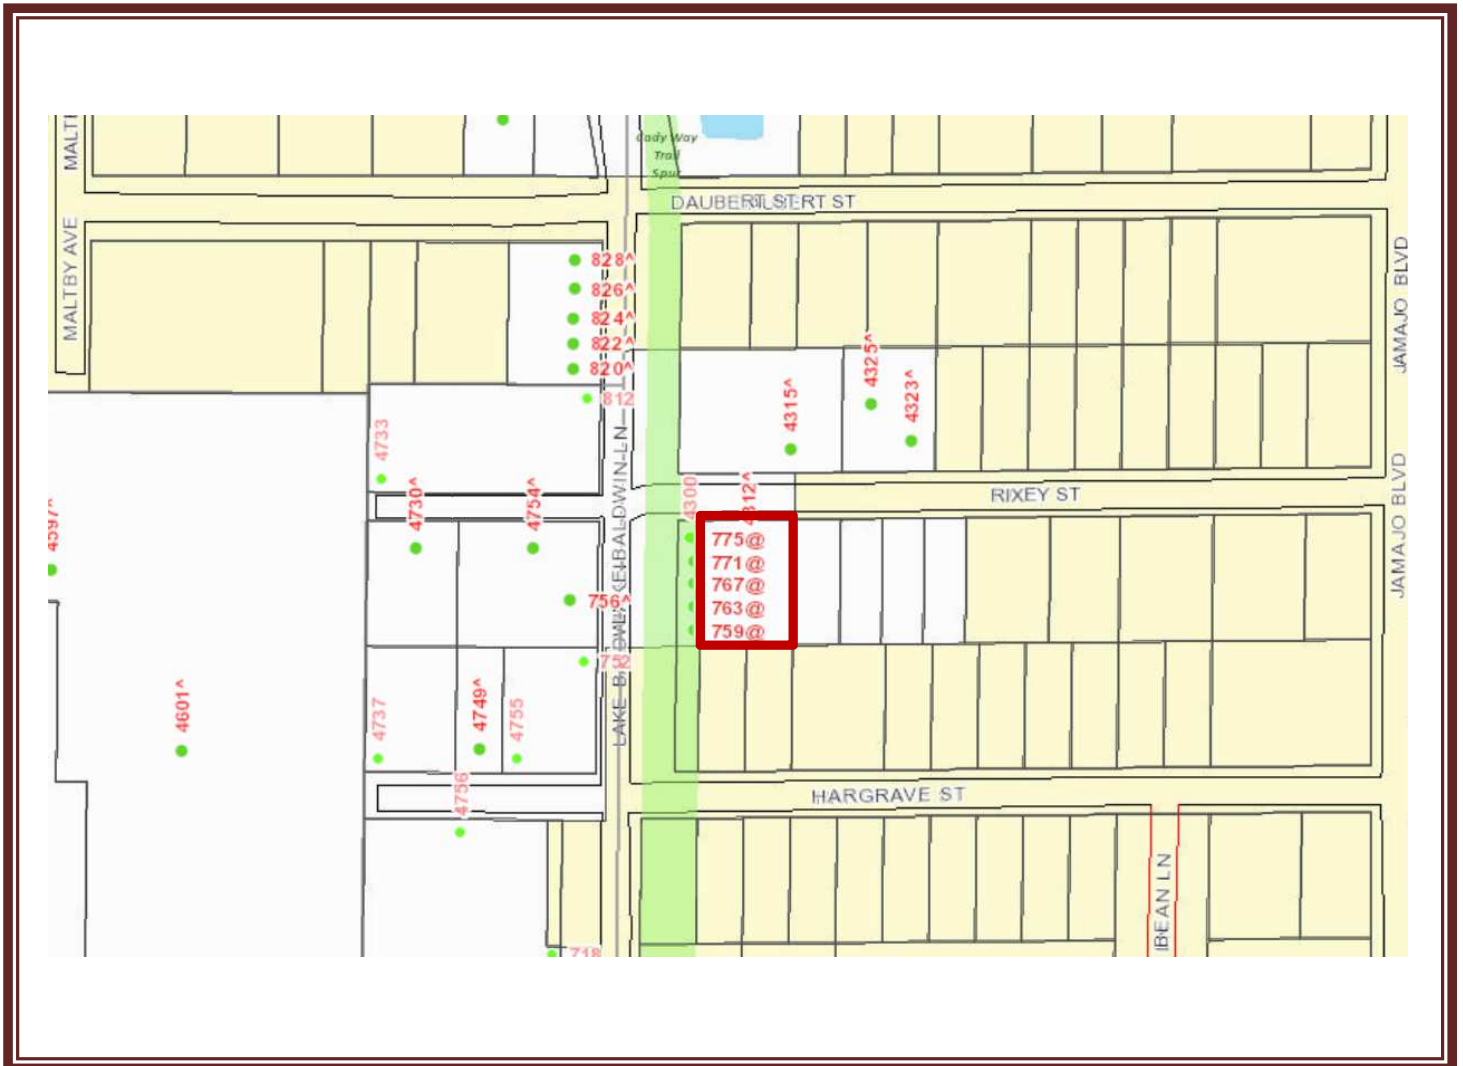 MALTI
Cady Way
Trail
Spur
DAUBERT ST
MALTBY AVE
JAMAJO BLVD
828^
826^
824^
822^
820^
812
4325^
4323^
4315^
4733
4730^
4754^
4300
4312^
RIXEY ST
JAMAJO BLVD
4597^
775@
771@
767@
763@
759@
756^
752
LAKE BALDWIN LN
4601^
4737
4749^
4755
4756
HARGRAVE ST
BEAN LN
718